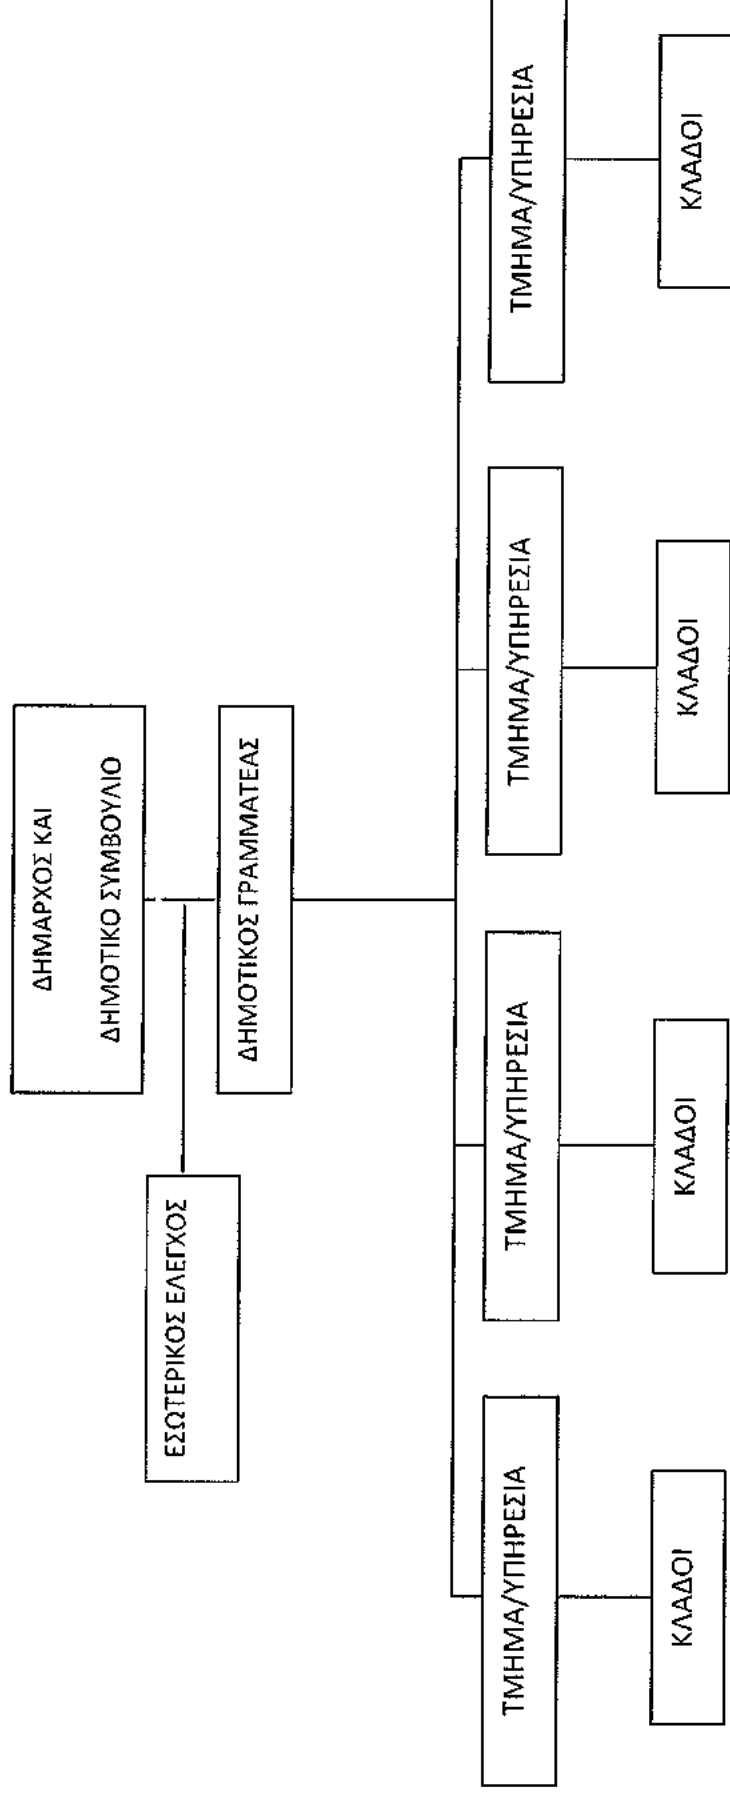 ΔΗΜΑΡΧΟΣ ΚΑΙ
ΔΗΜΟΤΙΚΟ ΣΥΜΒΟΥΛΙΟ
ΕΣΩΤΕΡΙΚΟΣ ΕΛΕΓΧΟΣ
ΔΗΜΟΤΙΚΟΣ ΓΡΑΜΜΑΤΕΑΣ
ΤΜΗΜΑ/ΥΠΗΡΕΣΙΑ
ΤΜΗΜΑ/ΥΠΗΡΕΣΙΑ
ΤΜΗΜΑ/ΥΠΗΡΕΣΙΑ
ΤΜΗΜΑ/ΥΠΗΡΕΣΙΑ
ΚΛΑΔΟΙ
ΚΛΑΔΟΙ
ΚΛΑΔΟΙ
ΚΛΑΔΟΙ